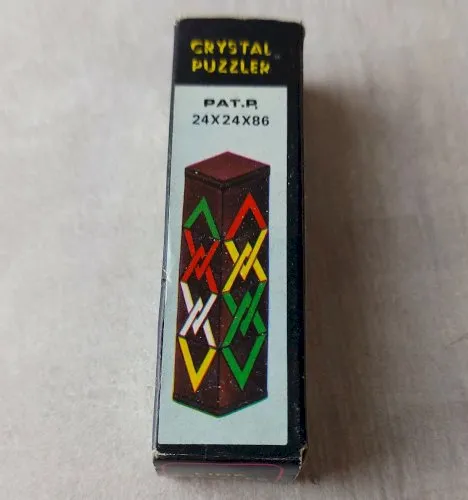 CRYSTAL
PUZZLER
PAT.P.
24X24X86